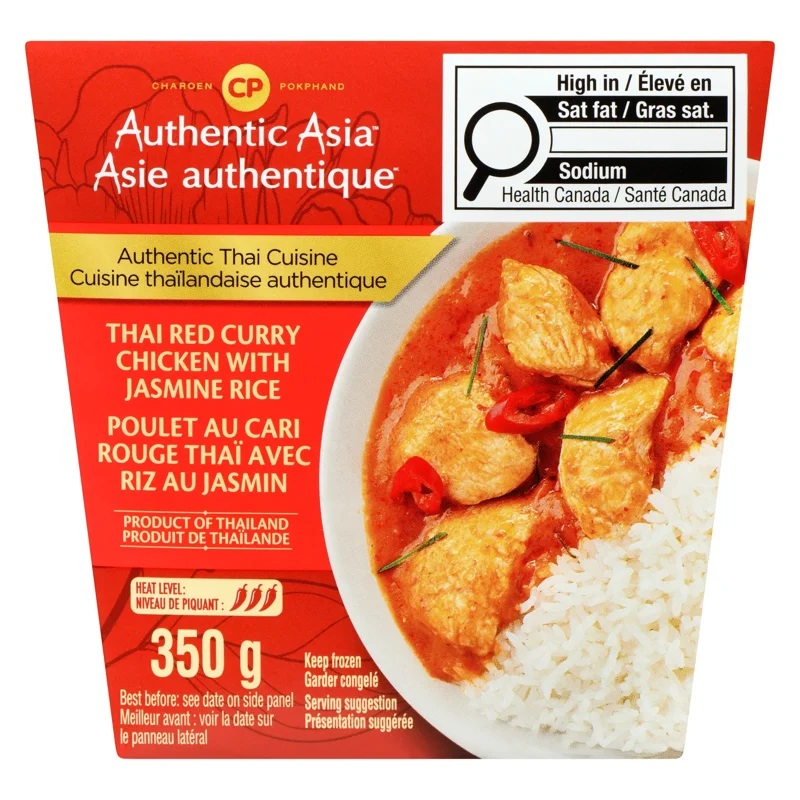 CHAROEN CP POKPHAND
Authentic Asia™
Asie authentique™
High in / Élevé en
Sat fat / Gras sat.
Sodium
Health Canada / Santé Canada
Authentic Thai Cuisine
Cuisine thaïlandaise authentique
THAI RED CURRY
CHICKEN WITH
JASMINE RICE
POULET AU CARI
ROUGE THAÏ AVEC
RIZ AU JASMIN
PRODUCT OF THAILAND
PRODUIT DE THAÏLANDE
HEAT LEVEL:
NIVEAU DE PIQUANT :
350 g
Best before: see date on side panel
Meilleur avant : voir la date sur
le panneau latéral
Keep frozen
Garder congelé
Serving suggestion
Présentation suggérée